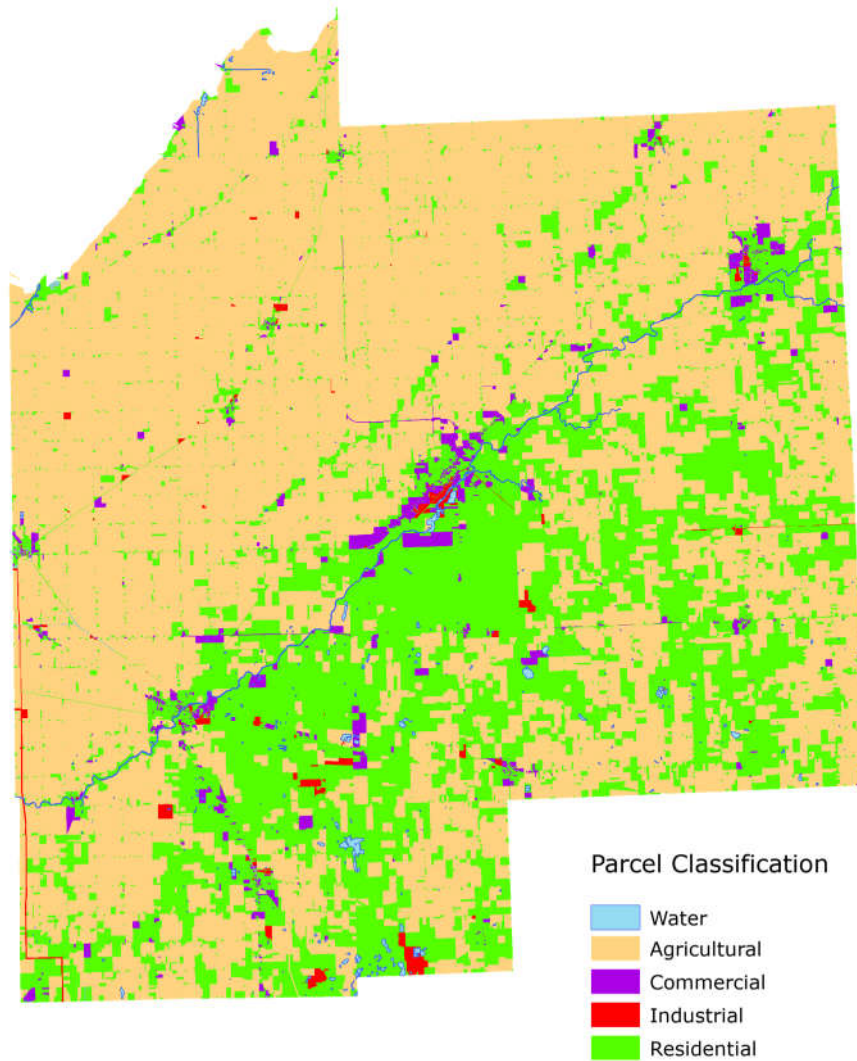 Parcel Classification
Water
Agricultural
Commercial
Industrial
Residential